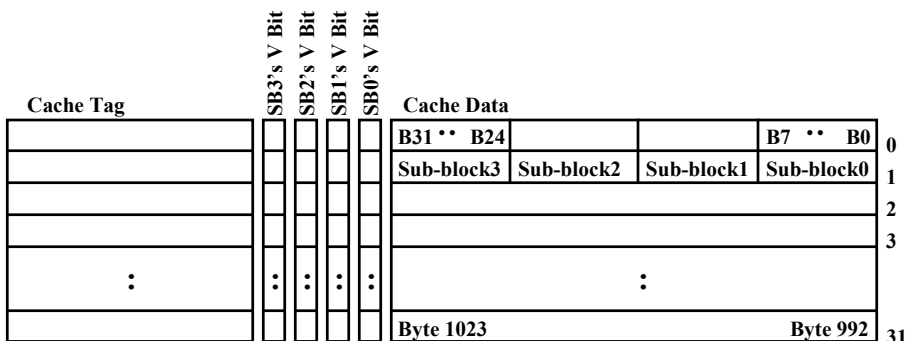 SB3's V Bit
SB2's V Bit
SB1's V Bit
SB0's V Bit
Cache Tag
Cache Data
B31 ·· B24
B7 ·· B0
0
Sub-block3
Sub-block2
Sub-block1
Sub-block0
1
2
3
:
:
:
:
:
:
Byte 1023
Byte 992
31